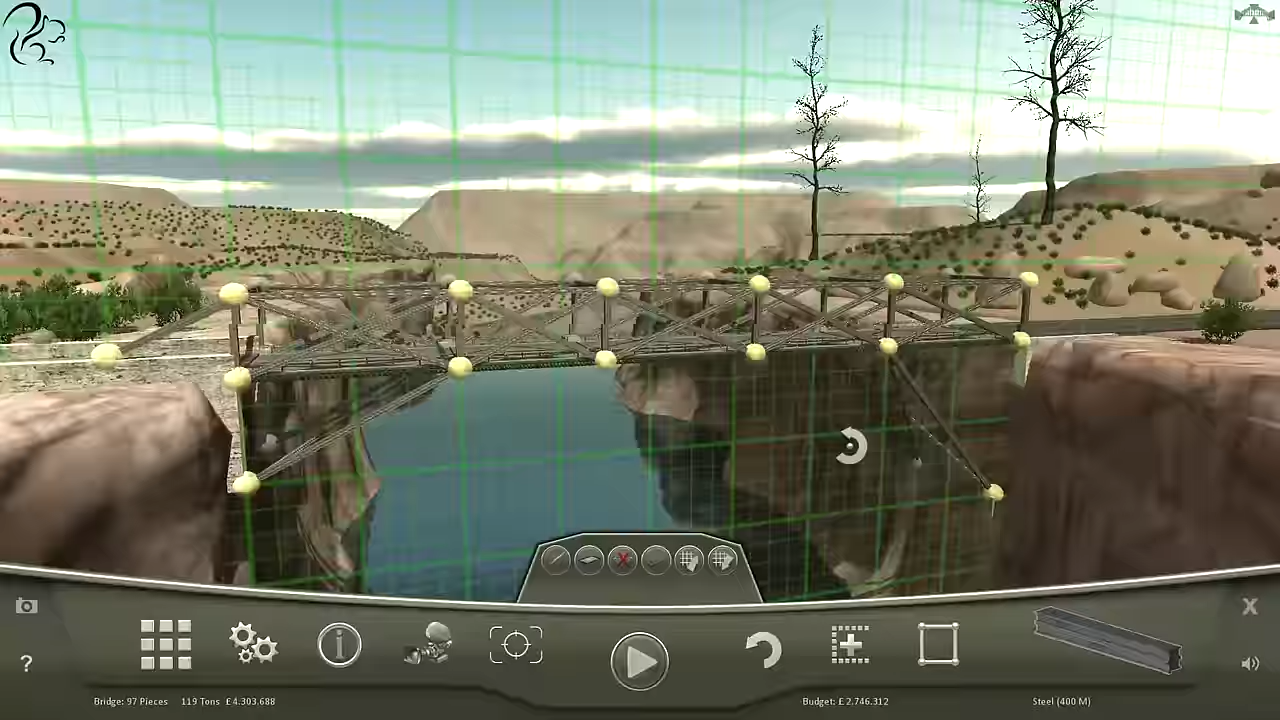 ?
X
Bridge: 97 Pieces 119 Tons £ 4.303.688
Budget: £ 2.746.312
Steel (400 M)